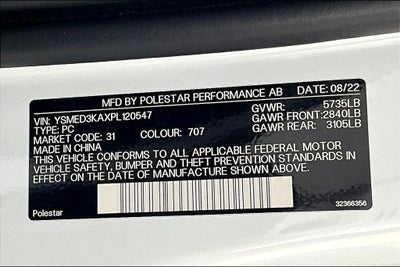 MFD BY POLESTAR PERFORMANCE AB DATE: 08/22
VIN: YSMED3KAXPL120547 GVWR: 5735LB
TYPE: PC GAWR FRONT:2840LB
MARKET CODE: 31 COLOUR: 707 GAWR REAR: 3105LB
MADE IN CHINA
THIS VEHICLE CONFORMS TO ALL APPLICABLE FEDERAL MOTOR
VEHICLE SAFETY, BUMPER AND THEFT PREVENTION STANDARDS
IN EFFECT ON THE DATE OF MANUFACTURE SHOWN ABOVE.
Polestar 32366356